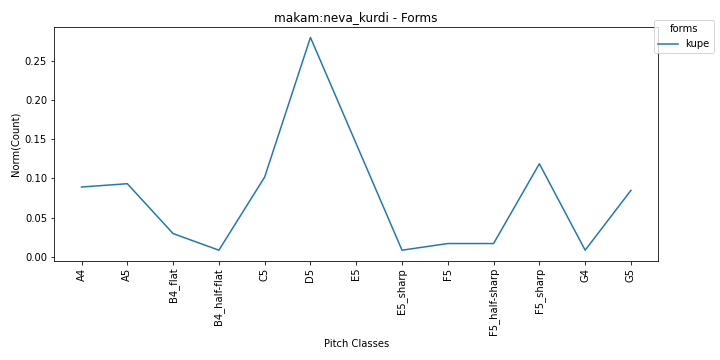 makam:neva_kurdi - Forms
forms
kupe
Norm(Count)
0.25
0.20
0.15
0.10
0.05
0.00
A4
A5
B4_flat
B4_half-flat
C5
D5
E5
E5_sharp
F5
F5_half-sharp
F5_sharp
G4
G5
Pitch Classes